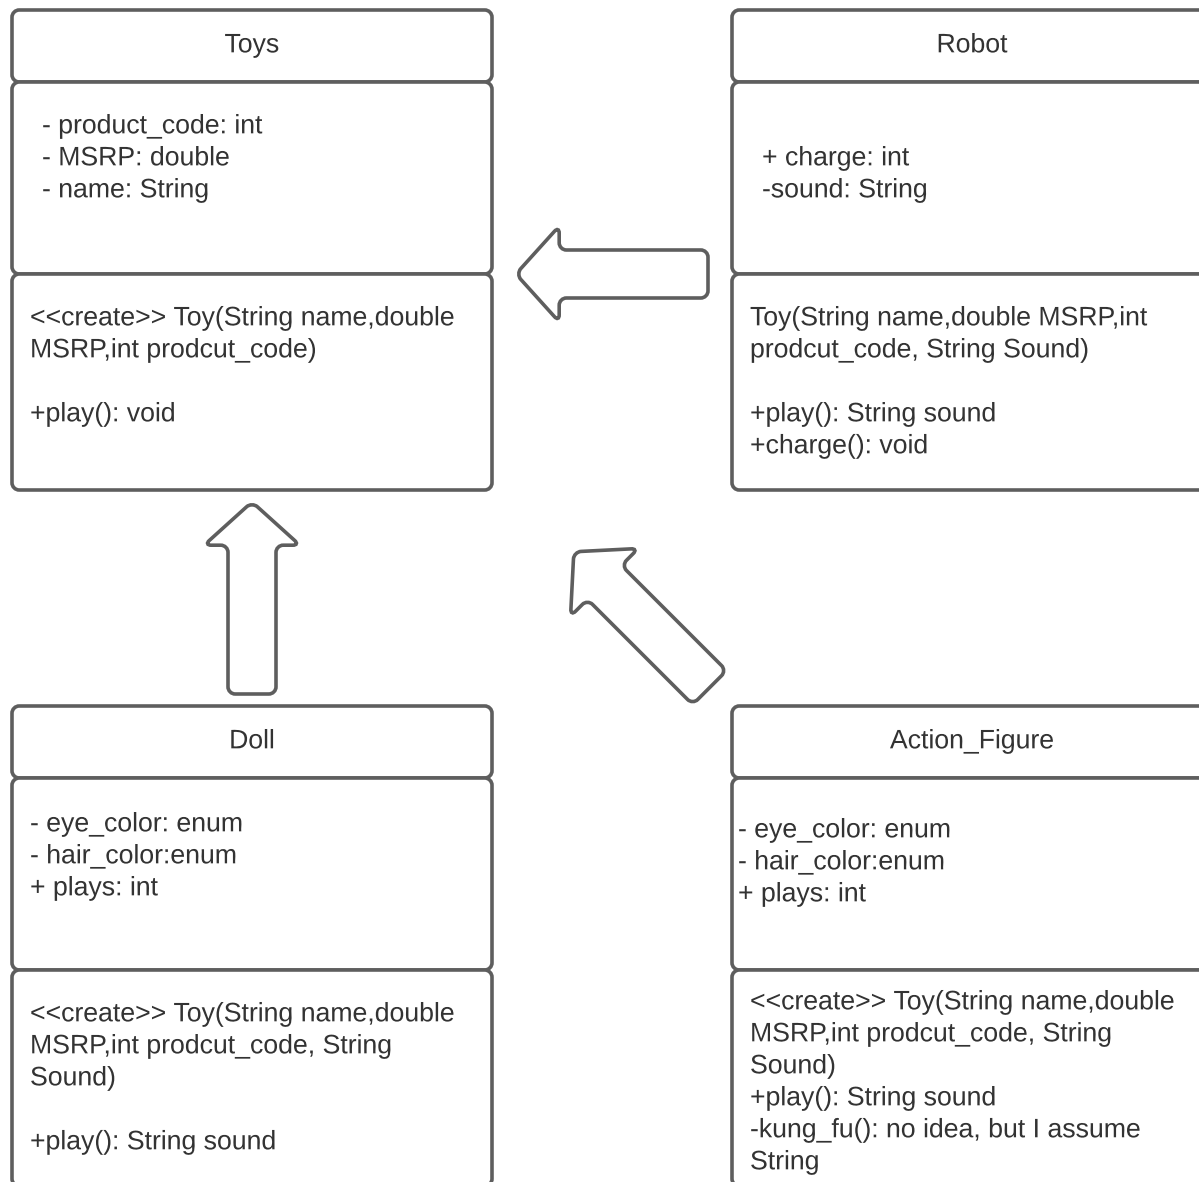 Toys
- product_code: int
- MSRP: double
- name: String
<<create>> Toy(String name,double
MSRP,int prodcut_code)
+play(): void
Robot
+ charge: int
-sound: String
Toy(String name,double MSRP,int
prodcut_code, String Sound)
+play(): String sound
+charge(): void
Doll
- eye_color: enum
- hair_color:enum
+ plays: int
<<create>> Toy(String name,double
MSRP,int prodcut_code, String
Sound)
+play(): String sound
Action_Figure
- eye_color: enum
- hair_color:enum
+ plays: int
<<create>> Toy(String name,double
MSRP,int prodcut_code, String
Sound)
+play(): String sound
-kung_fu(): no idea, but I assume
String